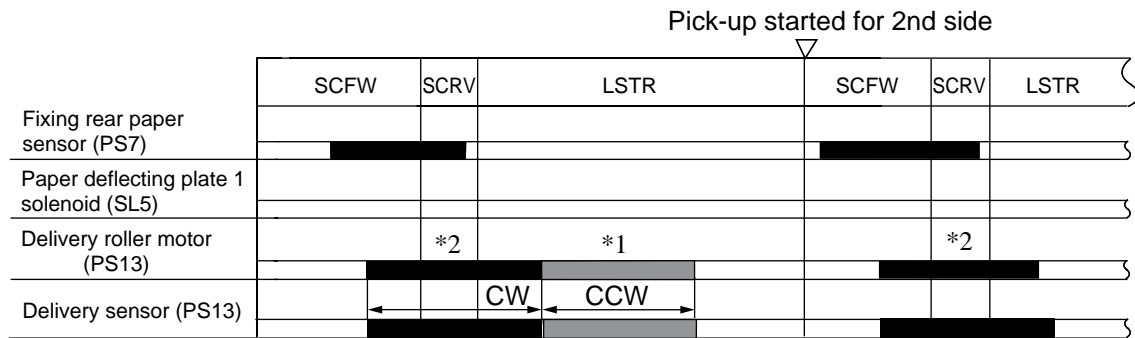 Pick-up started for 2nd side
SCFW SCRV LSTR SCFW SCRV LSTR
Fixing rear paper
sensor (PS7)
Paper deflecting plate 1
solenoid (SL5)
Delivery roller motor
(PS13)
*2 *1 *2
CW CCW
Delivery sensor (PS13)